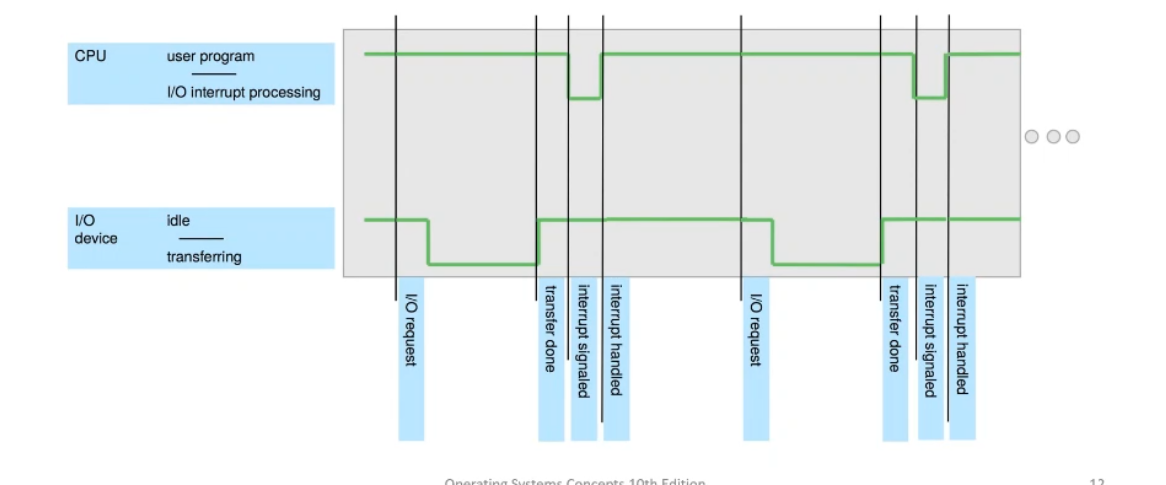 CPU
user program
I/O interrupt processing
I/O
device
idle
transferring
I/O request
transfer done
interrupt signaled
interrupt handled
I/O request
transfer done
interrupt signaled
interrupt handled
Operating Systems Concepts 10th Edition
12